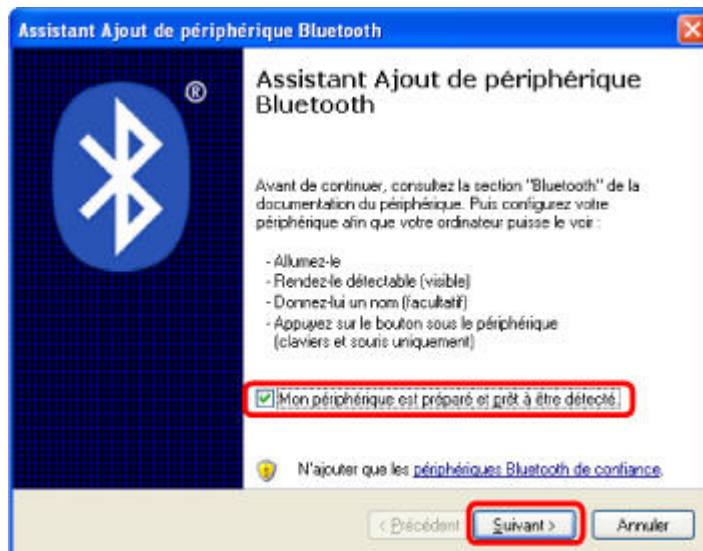 Assistant Ajout de périphérique Bluetooth
®
Assistant Ajout de périphérique
Bluetooth
Avant de continuer, consultez la section "Bluetooth" de la
documentation du périphérique. Puis configurez votre
périphérique afin que votre ordinateur puisse le voir :
- Allumez-le
- Rendez-le détectable (visible)
- Donnez-lui un nom (facultatif)
- Appuyez sur le bouton sous le périphérique
(claviers et souris uniquement)
Mon périphérique est préparé et prêt à être détecté.
N'ajouter que les périphériques Bluetooth de confiance.
< Précédent
Suivant >
Annuler